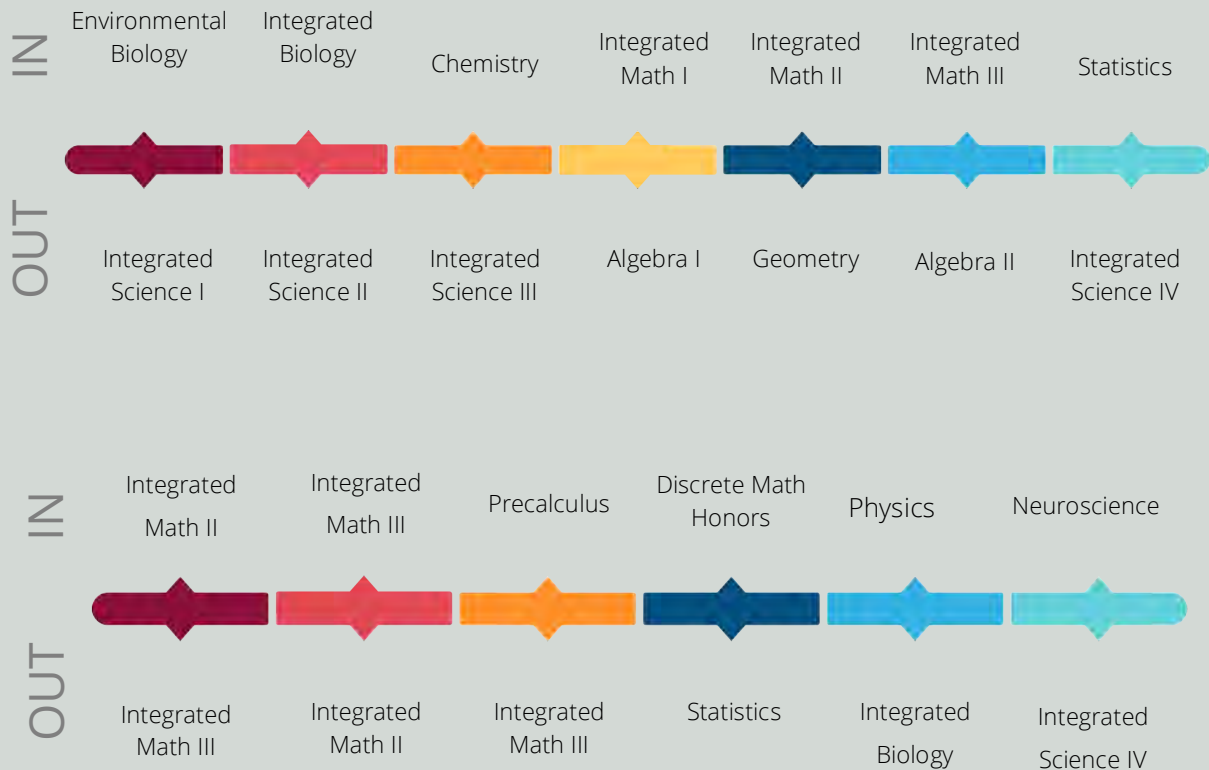 IN
Environmental
Biology
Integrated
Biology
Chemistry
Integrated
Math I
Integrated
Math II
Integrated
Math III
Statistics
OUT
Integrated
Science I
Integrated
Science II
Integrated
Science III
Algebra I
Geometry
Algebra II
Integrated
Science IV
IN
Integrated
Math II
Integrated
Math III
Precalculus
Discrete Math
Honors
Physics
Neuroscience
OUT
Integrated
Math III
Integrated
Math II
Integrated
Math III
Statistics
Integrated
Biology
Integrated
Science IV